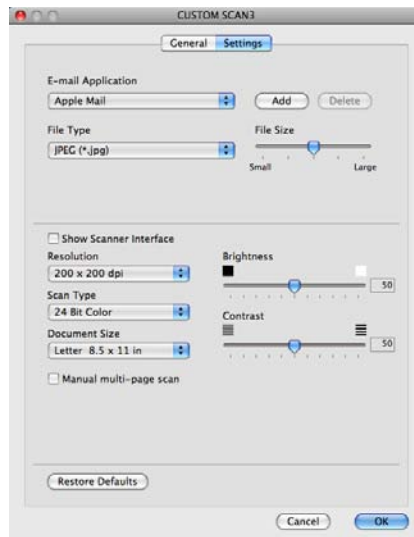 CUSTOM SCAN3
General Settings
E-mail Application
Apple Mail Add Delete
File Type File Size
JPEG (*.jpg)
Small Large
Show Scanner Interface
Resolution Brightness
200 x 200 dpi
50
Scan Type
24 Bit Color
Contrast
Document Size
Letter 8.5 x 11 in 50
Manual multi-page scan
Restore Defaults
Cancel OK